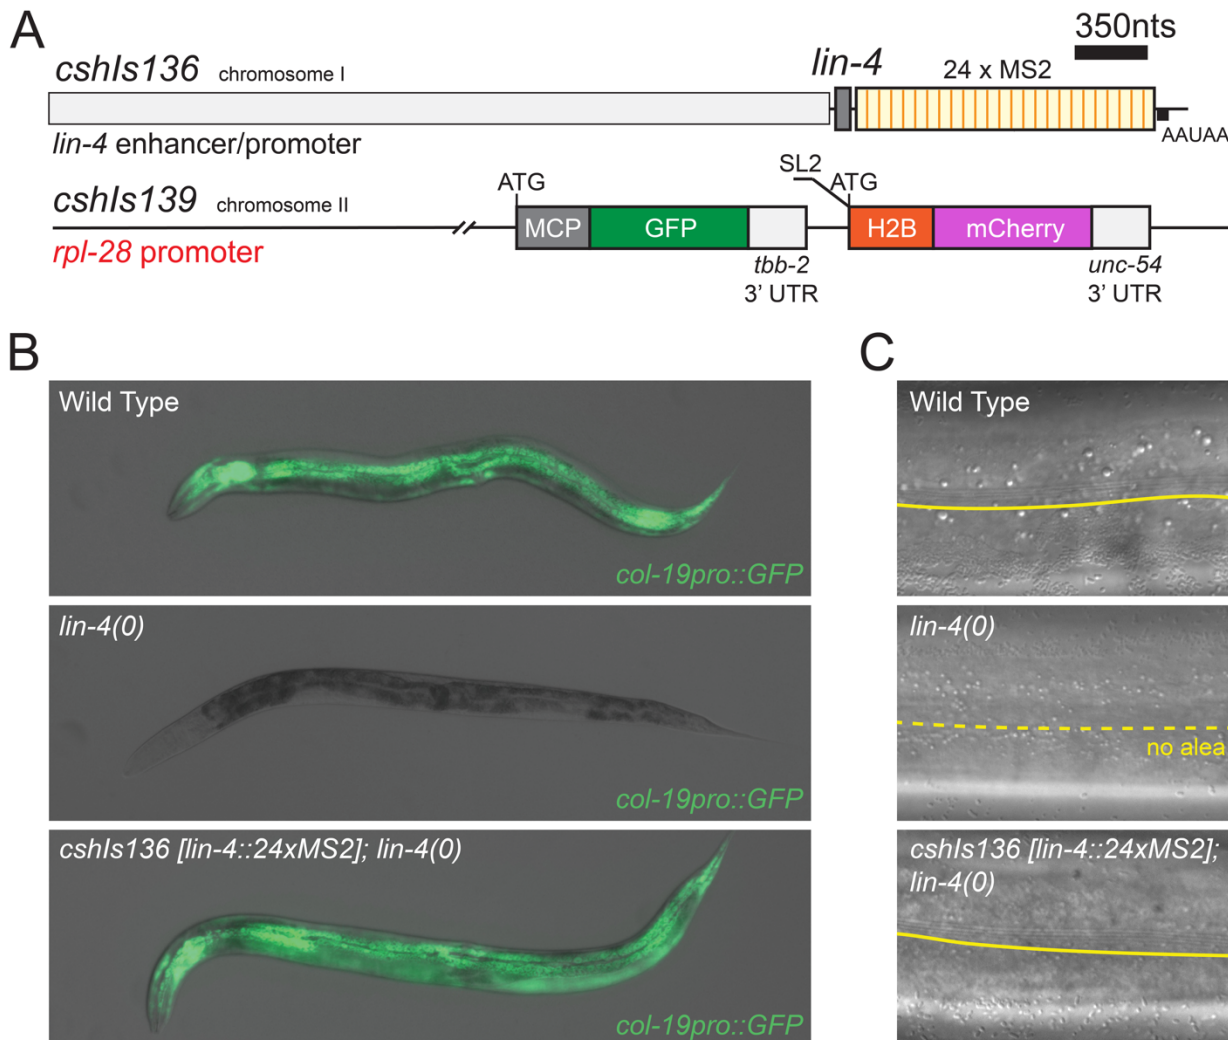 A
350nts
cshIs136 chromosome I
lin-4
24 x MS2
lin-4 enhancer/promoter
AAUAA
SL2
ATG
ATG
cshIs139 chromosome II
MCP
GFP
H2B
mCherry
rpl-28 promoter
tbb-2
3' UTR
unc-54
3' UTR
B
C
Wild Type
col-19pro::GFP
lin-4(0)
col-19pro::GFP
cshIs136 [lin-4::24xMS2]; lin-4(0)
col-19pro::GFP
Wild Type
lin-4(0)
no alea
cshIs136 [lin-4::24xMS2];
lin-4(0)